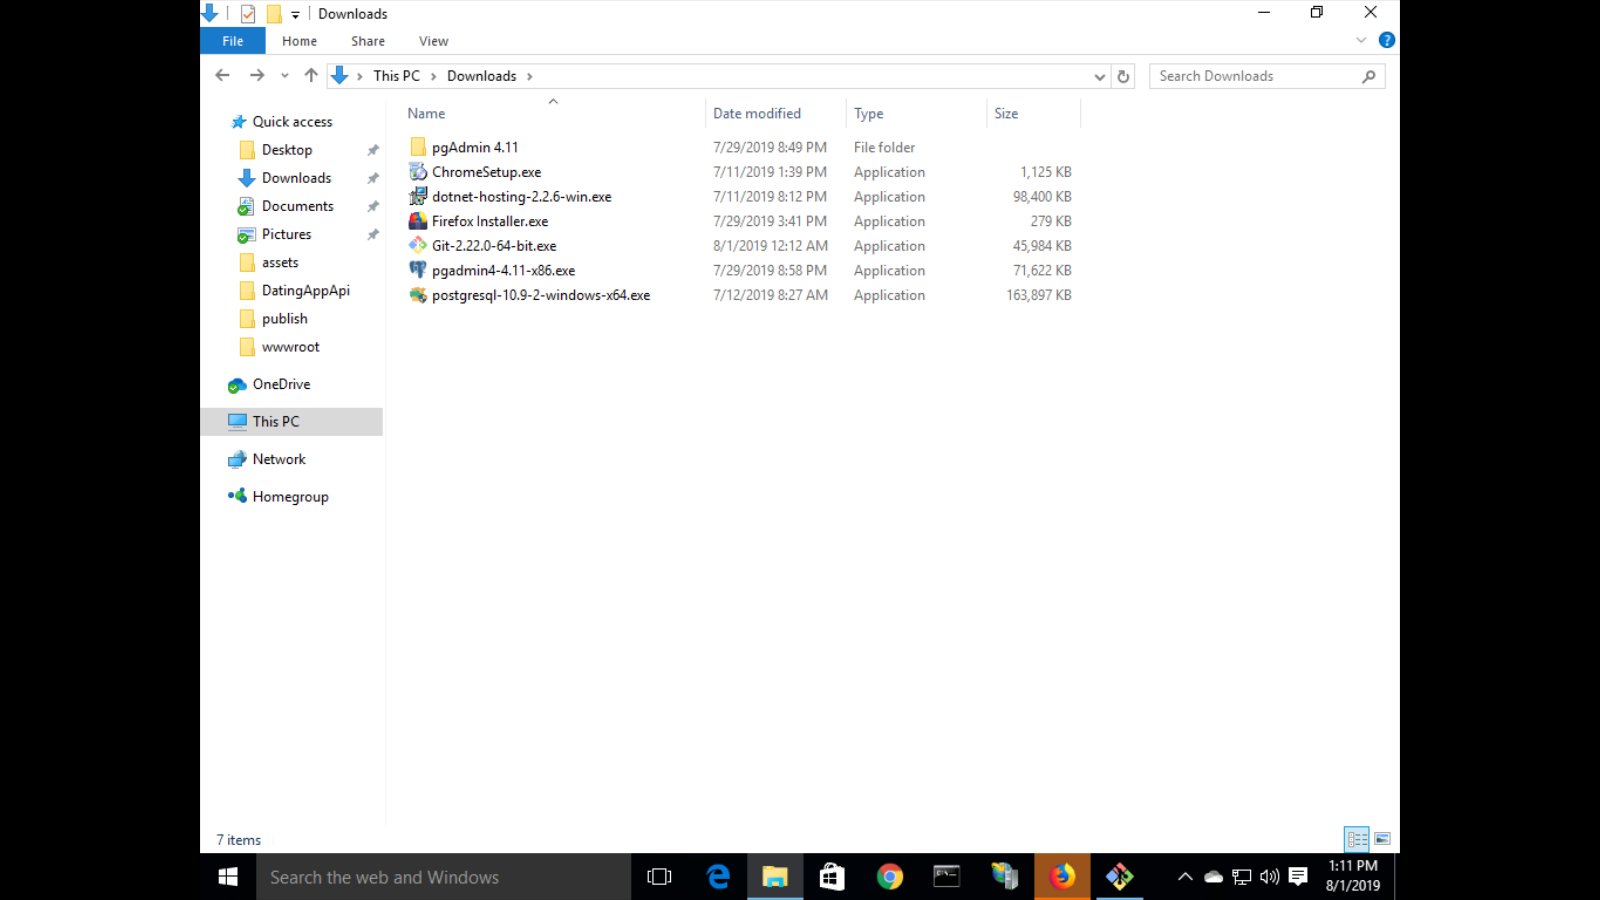 Downloads
File Home Share View
This PC Downloads Search Downloads
Name Date modified Type Size
Quick access
Desktop
Downloads
Documents
Pictures
assets
DatingAppApi
publish
wwwroot
OneDrive
This PC
Network
Homegroup
pgAdmin 4.11 7/29/2019 8:49 PM File folder
ChromeSetup.exe 7/11/2019 1:39 PM Application 1,125 KB
dotnet-hosting-2.2.6-win.exe 7/11/2019 8:12 PM Application 98,400 KB
Firefox Installer.exe 7/29/2019 3:41 PM Application 279 KB
Git-2.22.0-64-bit.exe 8/1/2019 12:12 AM Application 45,984 KB
pgadmin4-4.11-x86.exe 7/29/2019 8:58 PM Application 71,622 KB
postgresql-10.9-2-windows-x64.exe 7/12/2019 8:27 AM Application 163,897 KB
7 items
Search the web and Windows
1:11 PM
8/1/2019